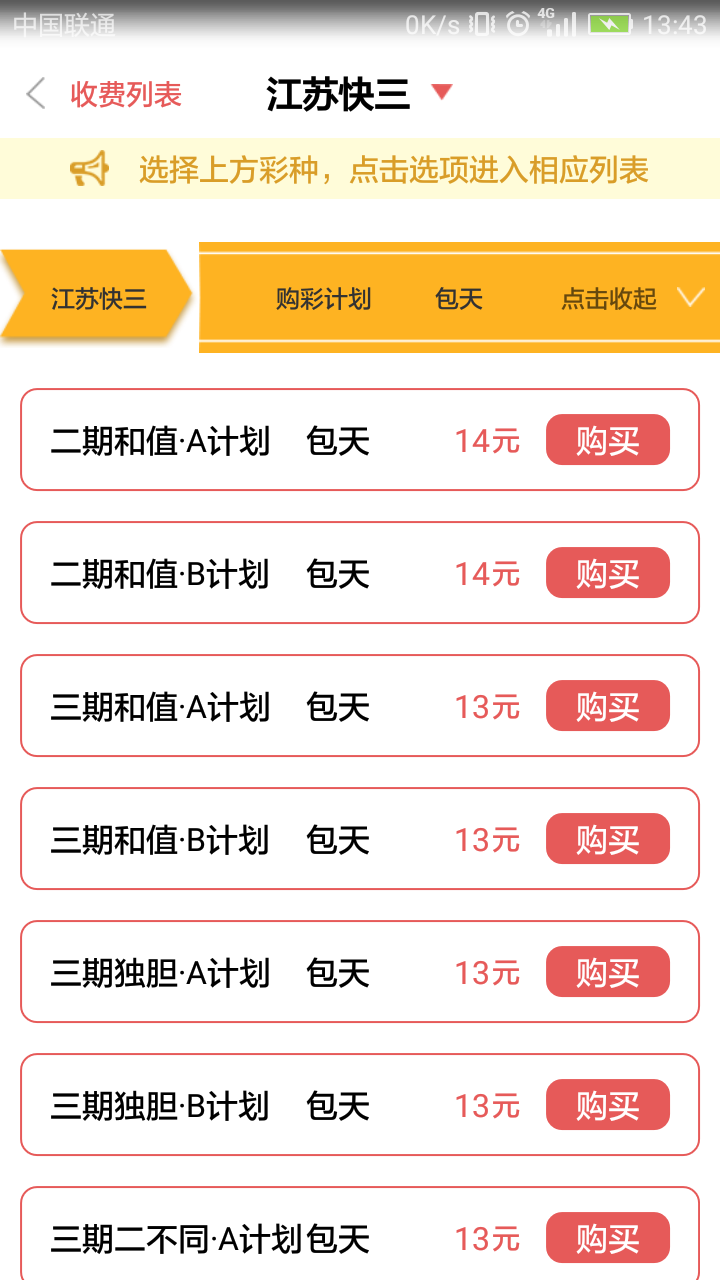 中国联通 0K/s 4G 13:43
收费列表 江苏快三
选择上方彩种，点击选项进入相应列表
江苏快三 购彩计划 包天 点击收起
二期和值·A计划 包天 14元 购买
二期和值·B计划 包天 14元 购买
三期和值·A计划 包天 13元 购买
三期和值·B计划 包天 13元 购买
三期独胆·A计划 包天 13元 购买
三期独胆·B计划 包天 13元 购买
三期二不同·A计划 包天 13元 购买